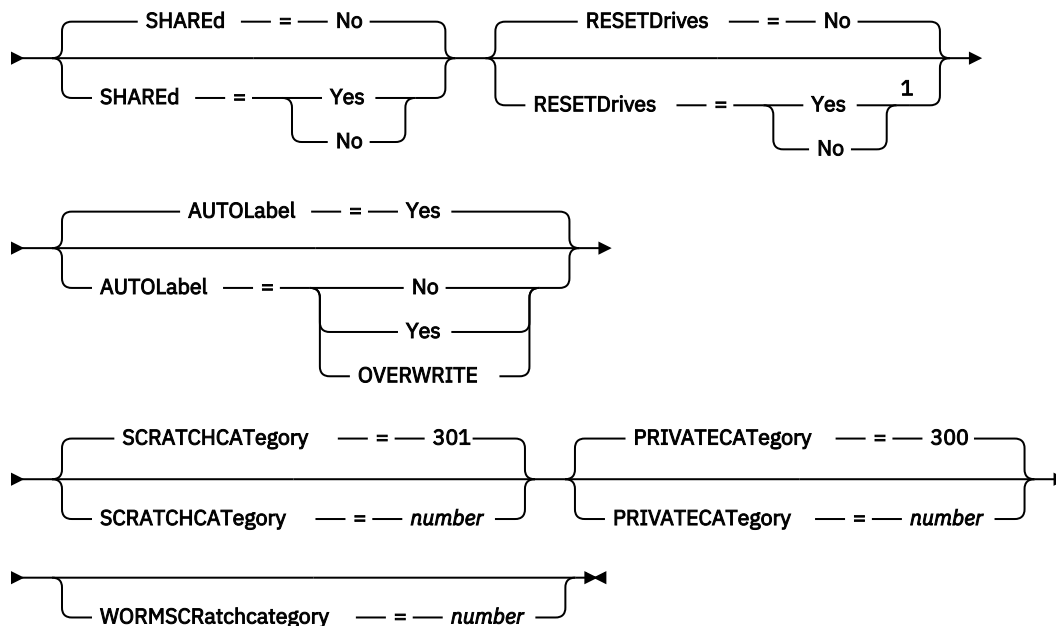 SHAREd = No RESETDrives = No
SHAREd = Yes RESETDrives = Yes 1
No No
AUTOLabel = Yes
AUTOLabel = No
Yes
OVERWRITE
SCRATCHCATegory = 301 PRIVATECATegory = 300
SCRATCHCATegory = number PRIVATECATegory = number
WORMSCRatchcategory = number